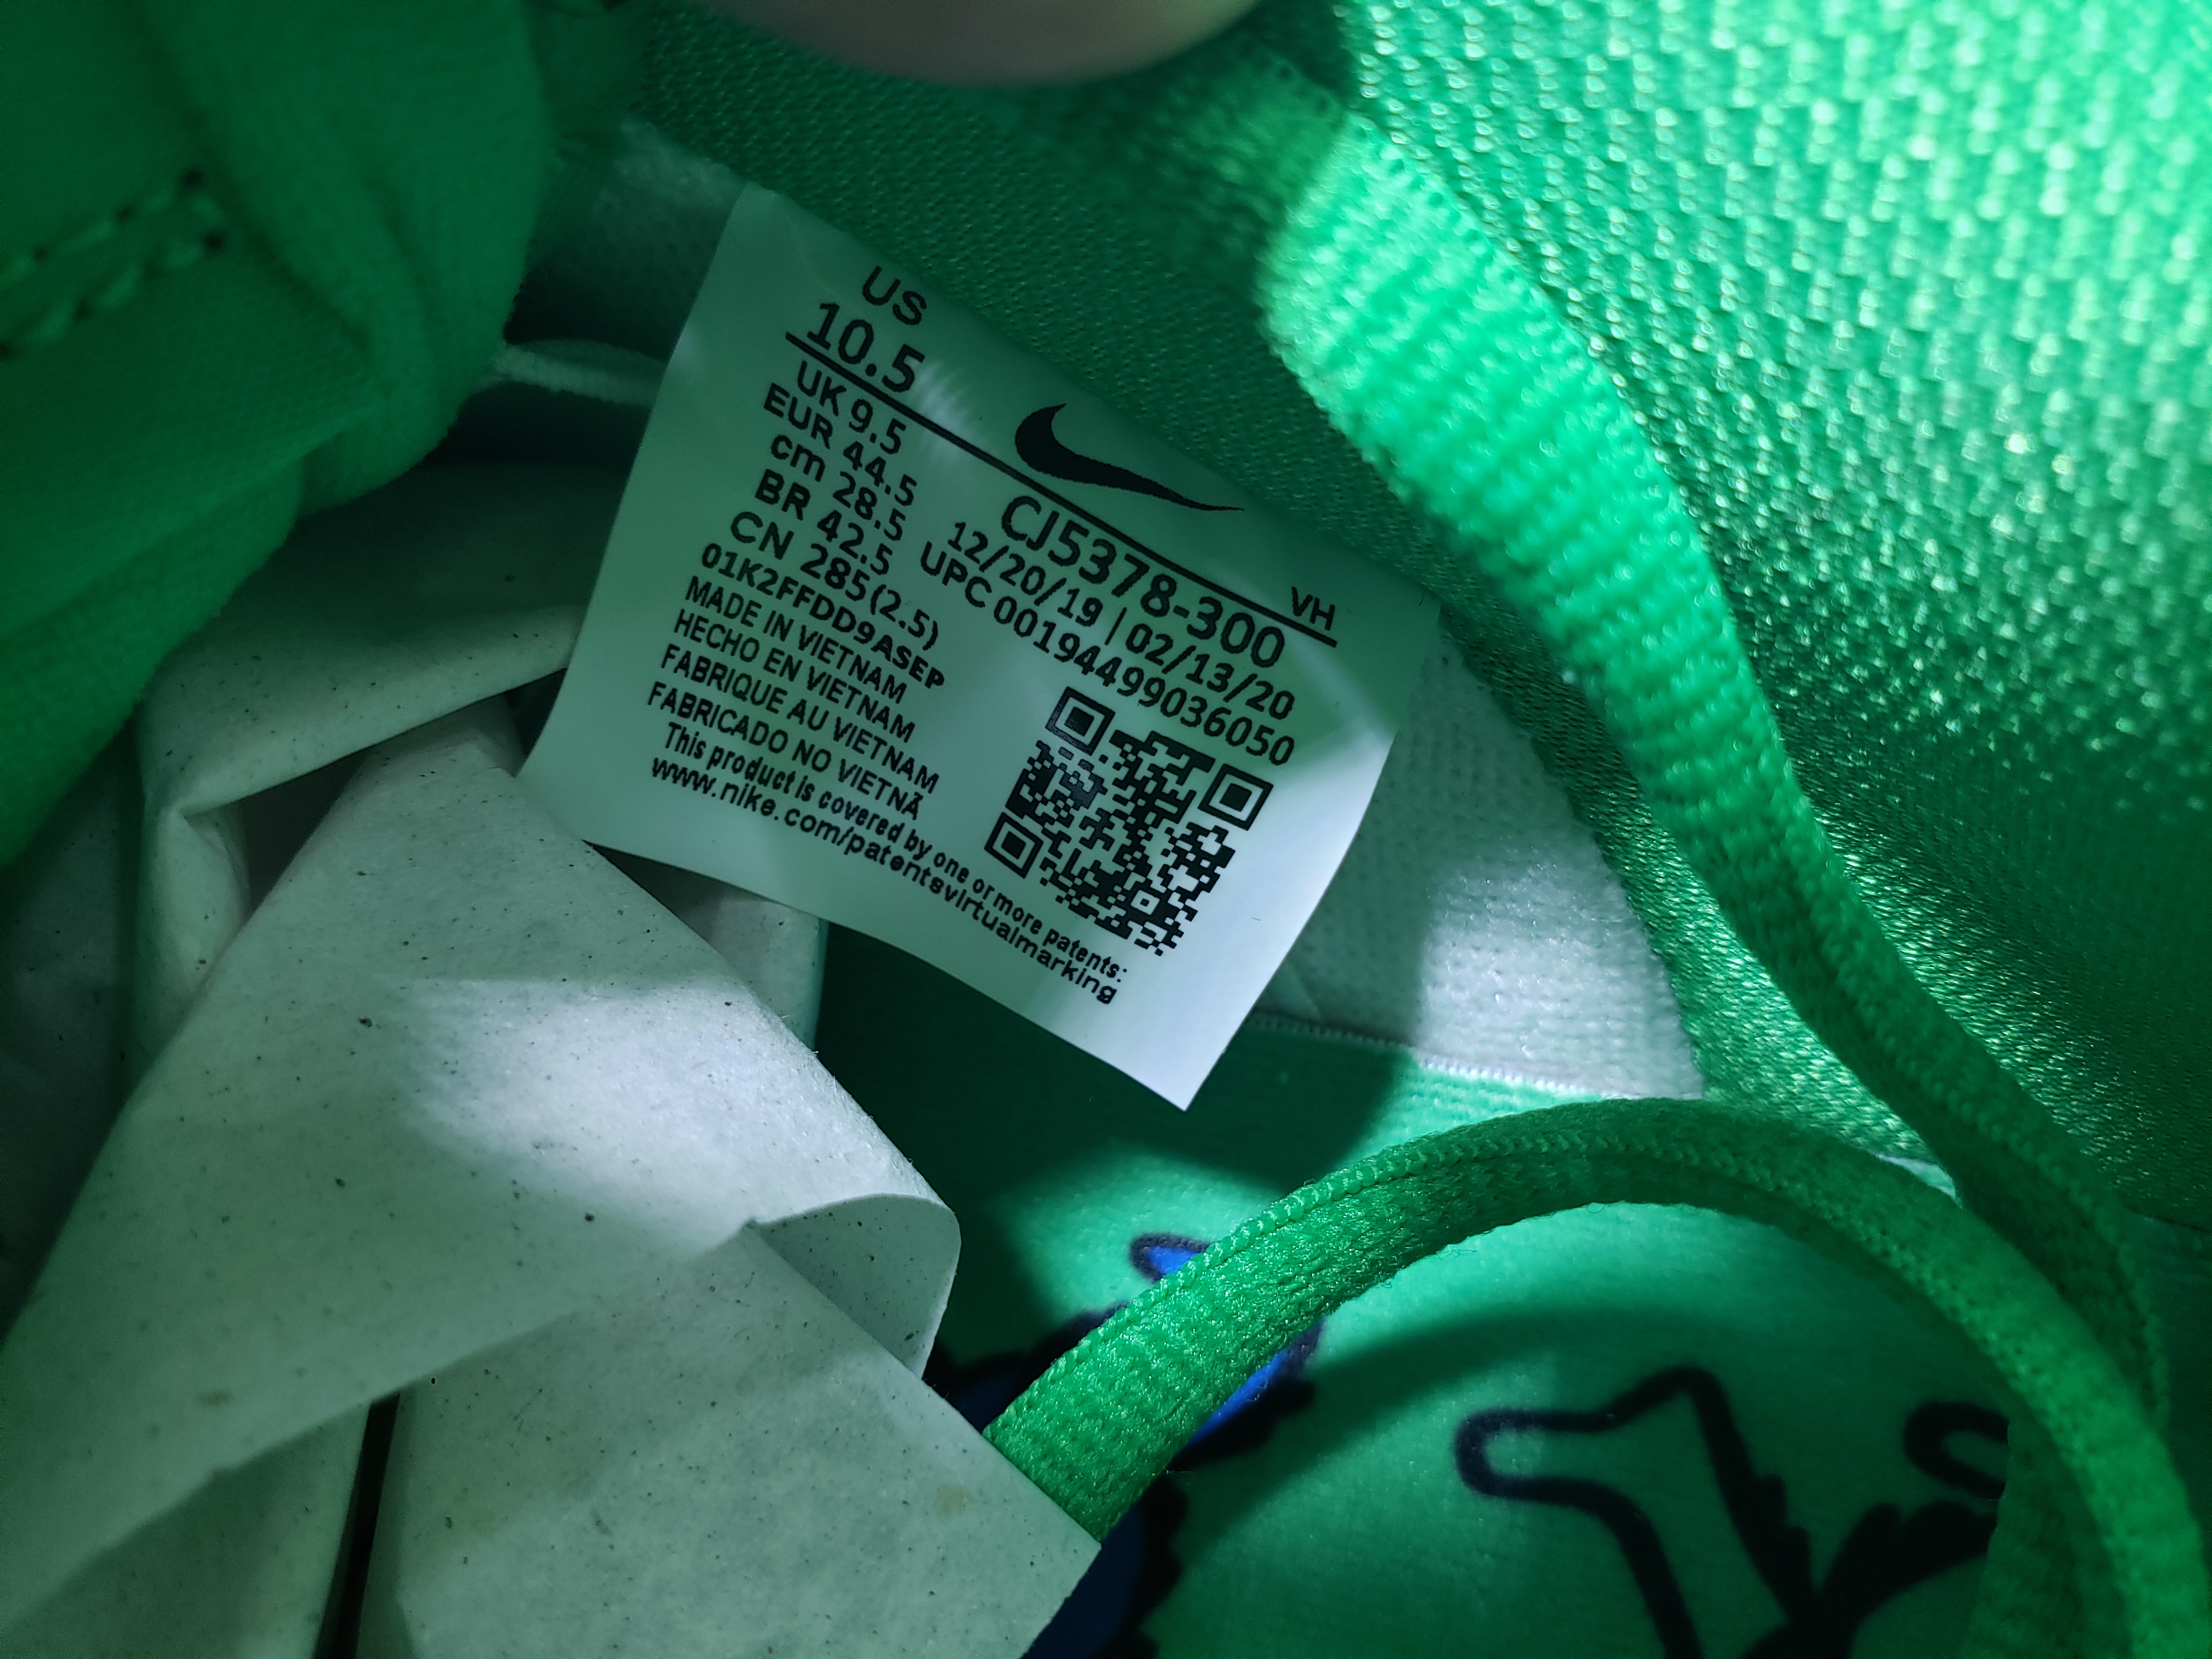 US
10.5
UK 9.5
EUR 44.5
cm 28.5
BR 42.5
CN 285(2.5)
01K2FFDD9ASEP
MADE IN VIETNAM
HECHO EN VIETNAM
FABRIQUE AU VIETNAM
FABRICADO NO VIETNÃ
This product is covered by one or more patents:
www.nike.com/patentsvirtualmarking
VH
CJ5378-300
12/20/19 | 02/13/20
UPC 00194499036050